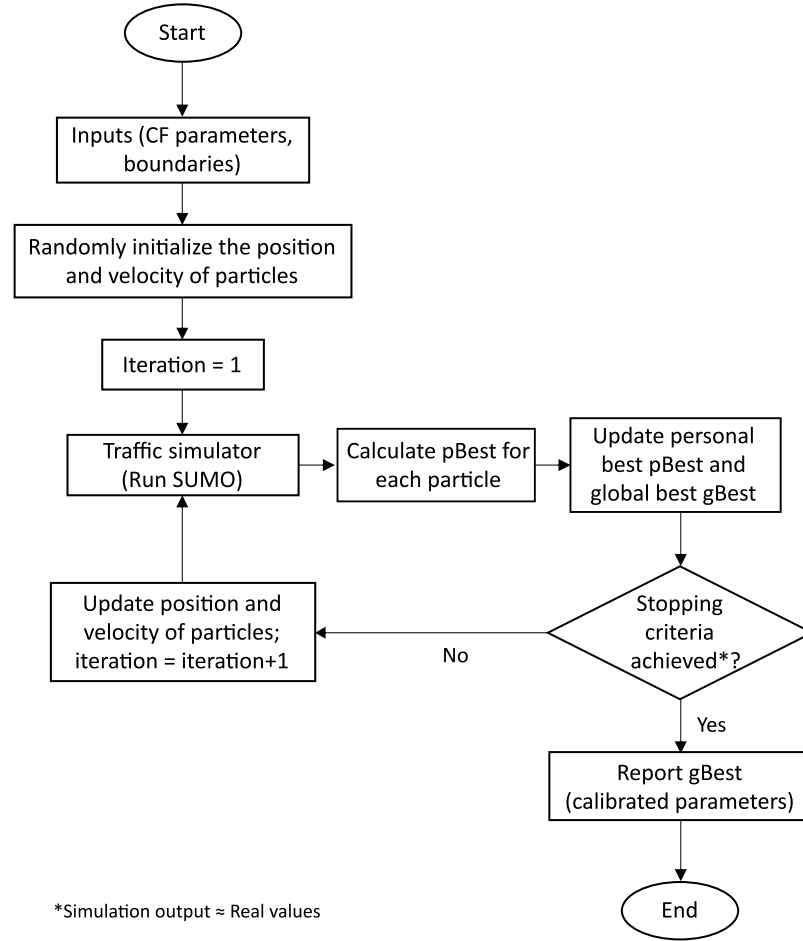 Start
Inputs (CF parameters,
boundaries)
Randomly initialize the position
and velocity of particles
Iteration = 1
Traffic simulator
(Run SUMO)
Calculate pBest for
each particle
Update personal
best pBest and
global best gBest
Stopping
criteria
achieved*?
No
Update position and
velocity of particles;
iteration = iteration+1
Yes
Report gBest
(calibrated parameters)
End
*Simulation output ≈ Real values